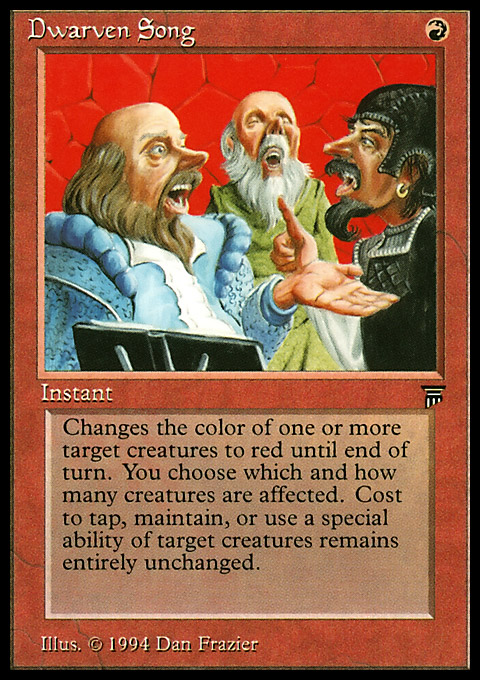 Dwarven Song
Instant
Changes the color of one or more
target creatures to red until end of
turn. You choose which and how
many creatures are affected. Cost
to tap, maintain, or use a special
ability of target creatures remains
entirely unchanged.
Illus. © 1994 Dan Frazier